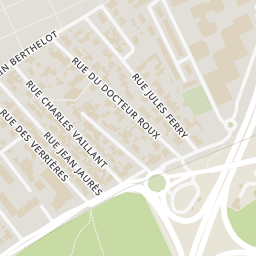 IN BERTHELOT
RUE JULES FERRY
RUE DU DOCTEUR ROUX
RUE CHARLES VAILLANT
RUE JEAN JAURÈS
RUE DES VERRIÈRES